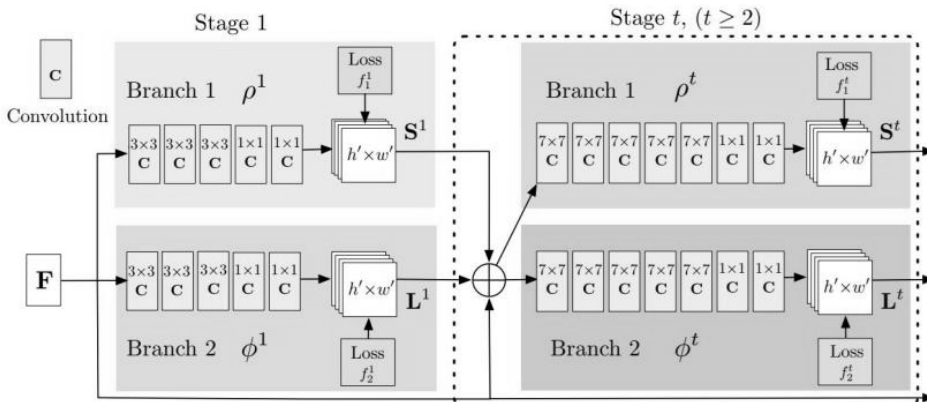 Stage 1
Stage t, (t ≥ 2)
C
Convolution
Branch 1 ρ¹
Loss
f₁¹
3×3 3×3 3×3 1×1 1×1
C C C C C
h′×w′
S¹
Branch 1 ρᵗ
Loss
f₁ᵗ
7×7 7×7 7×7 7×7 7×7 1×1 1×1
C C C C C C C
h′×w′
Sᵗ
F
3×3 3×3 3×3 1×1 1×1
C C C C C
h′×w′
L¹
Branch 2 ϕ¹
Loss
f₂¹
7×7 7×7 7×7 7×7 7×7 1×1 1×1
C C C C C C C
h′×w′
Lᵗ
Branch 2 ϕᵗ
Loss
f₂ᵗ